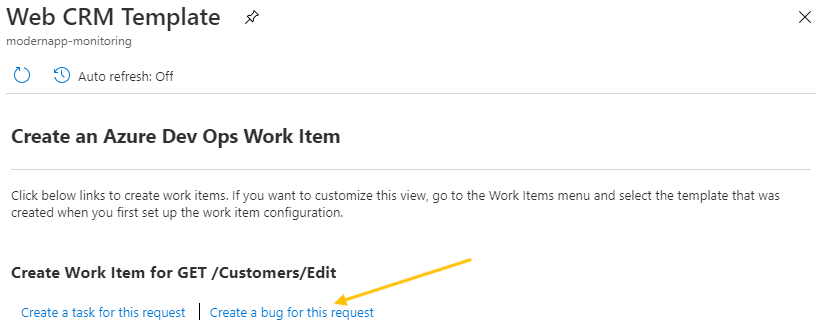 Web CRM Template
modernapp-monitoring
Auto refresh: Off
Create an Azure Dev Ops Work Item
Click below links to create work items. If you want to customize this view, go to the Work Items menu and select the template that was
created when you first set up the work item configuration.
Create Work Item for GET /Customers/Edit
Create a task for this request | Create a bug for this request